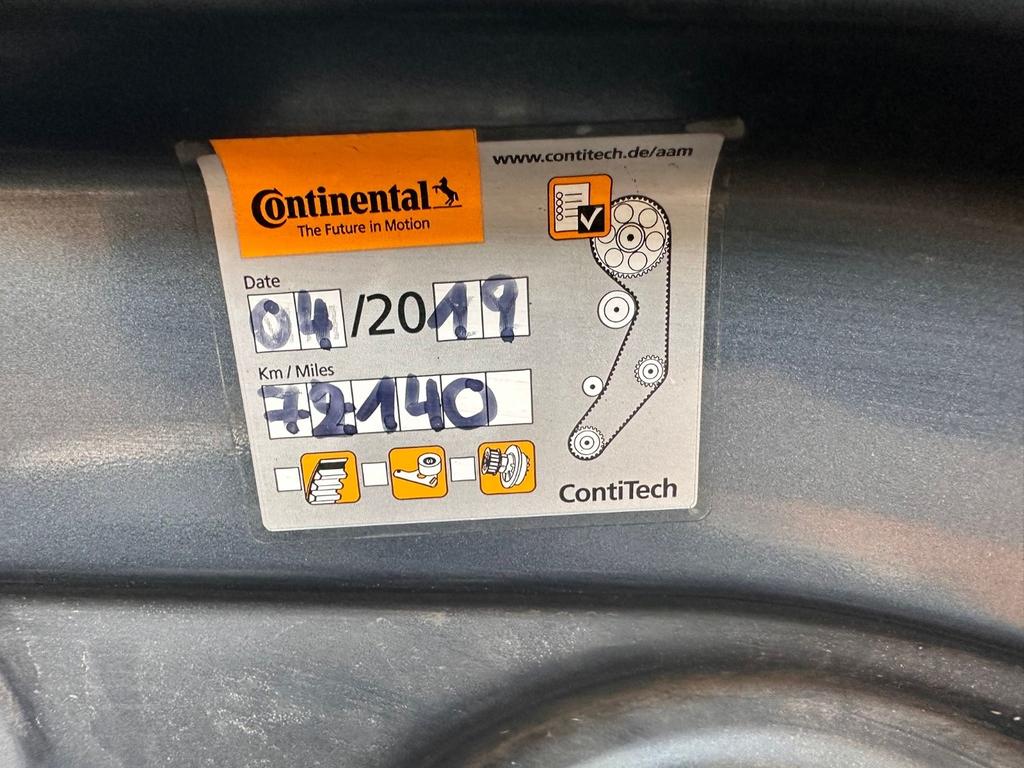 www.contitech.de/aam
Continental
The Future in Motion
Date
04/2019
Km / Miles
72140
ContiTech